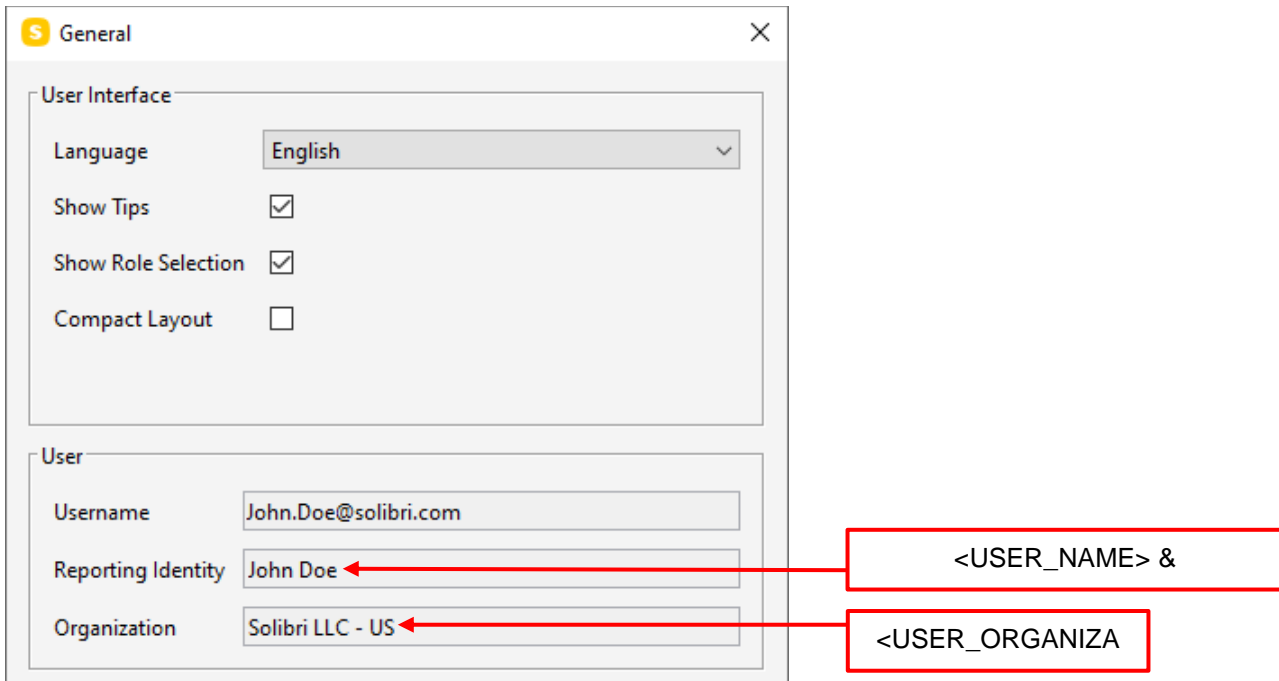 S General
User Interface
Language English
Show Tips
Show Role Selection
Compact Layout
User
Username John.Doe@solibri.com
Reporting Identity John Doe
<USER_NAME> &
Organization Solibri LLC - US
<USER_ORGANIZA